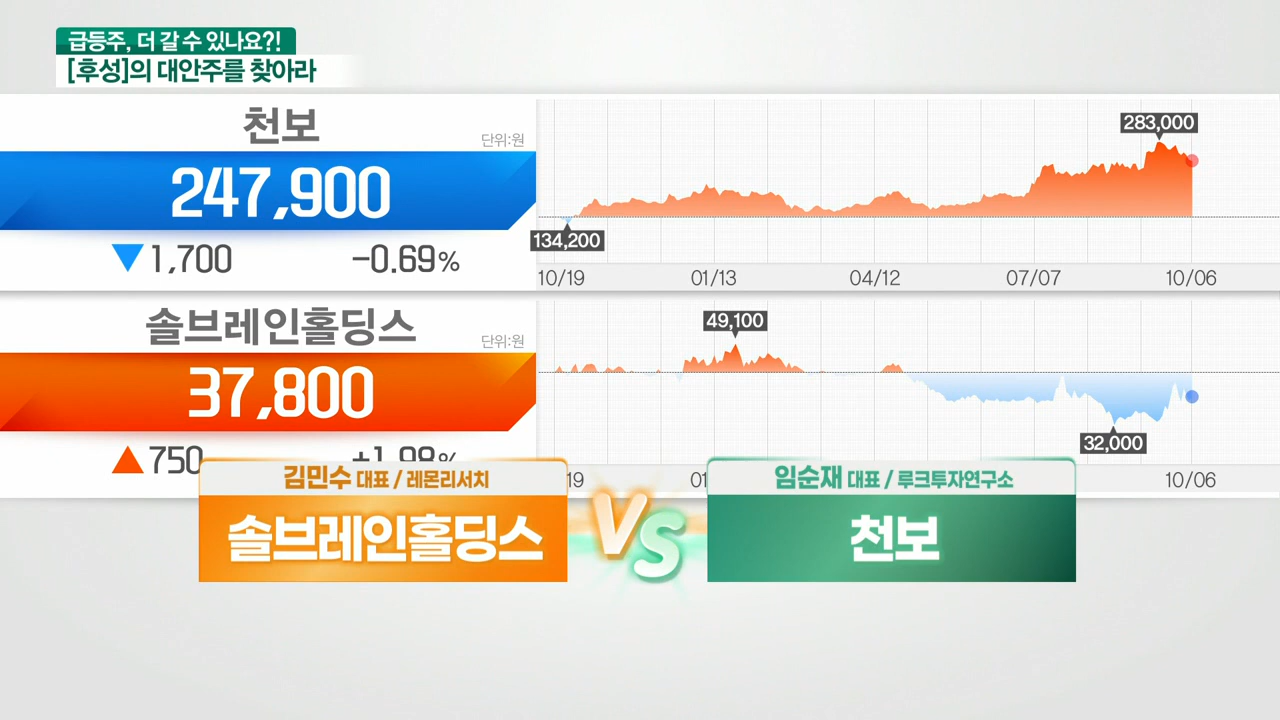 급등주, 더 갈 수 있나요?!
[후성]의 대안주를 찾아라
천보
단위:원
247,900
▼1,700 -0.69%
283,000
134,200
10/19 01/13 04/12 07/07 10/06
솔브레인홀딩스
단위:원
37,800
▲750 +1.98%
49,100
32,000
19 01 10/06
김민수 대표 / 레몬리서치
솔브레인홀딩스
VS
임순재 대표 / 루크투자연구소
천보